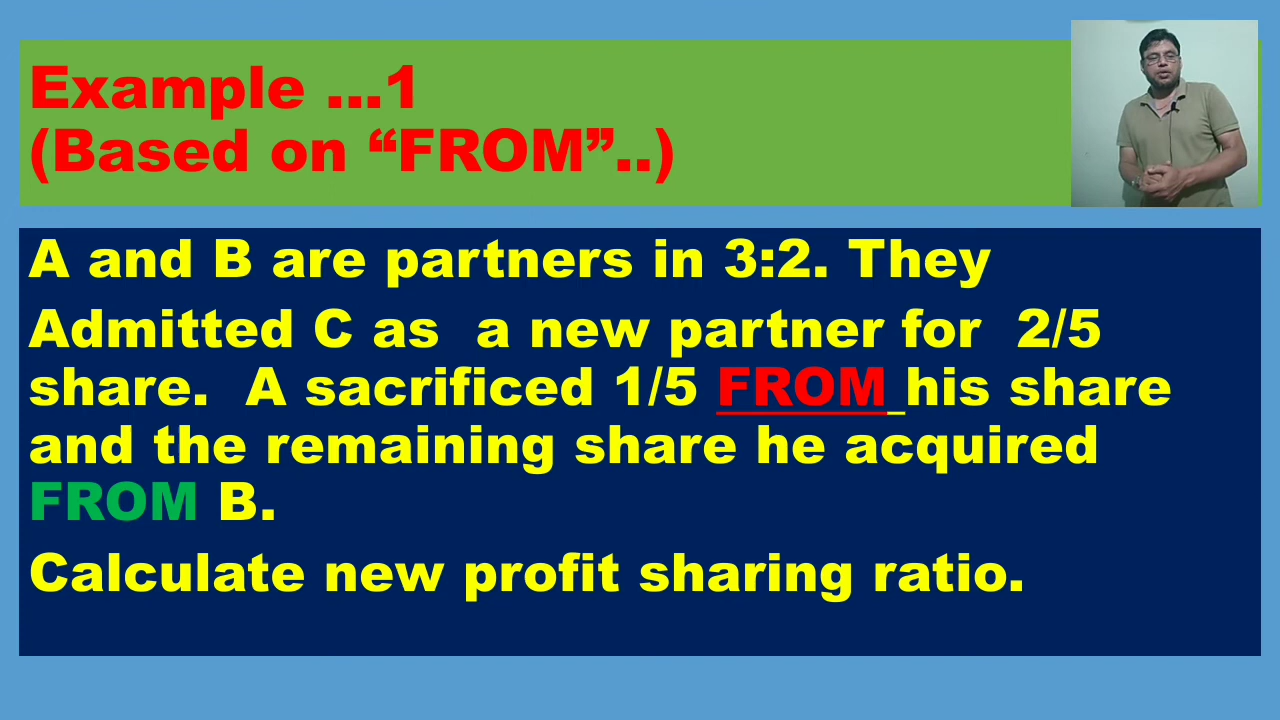 Example ...1
(Based on “FROM”..)
A and B are partners in 3:2. They
Admitted C as a new partner for 2/5
share. A sacrificed 1/5 FROM his share
and the remaining share he acquired
FROM B.
Calculate new profit sharing ratio.